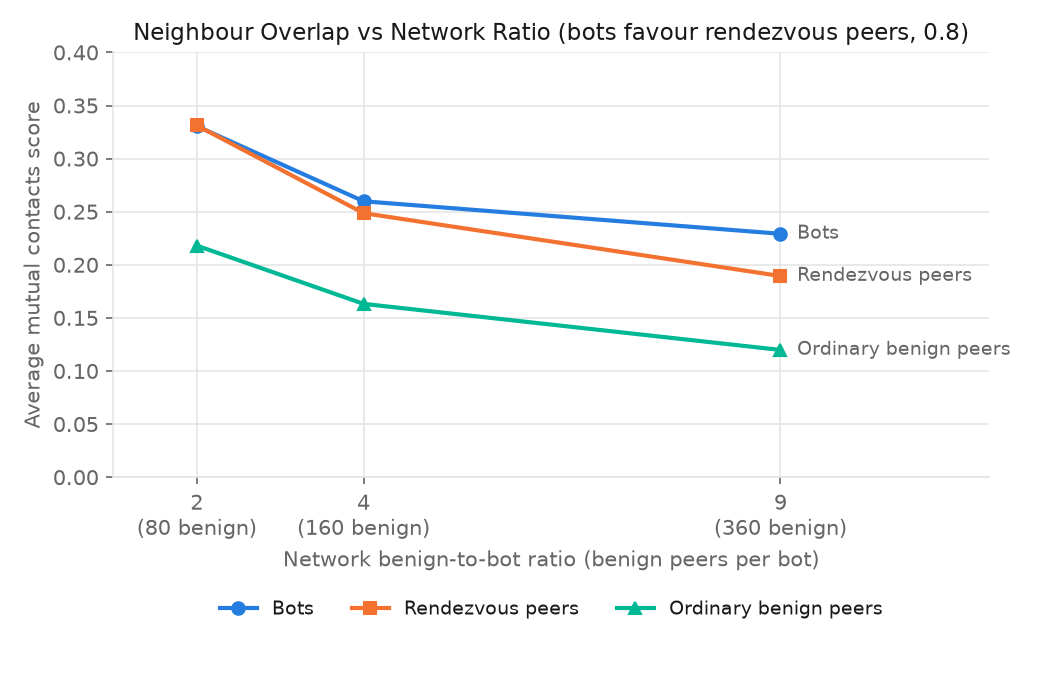 Neighbour Overlap vs Network Ratio (bots favour rendezvous peers, 0.8)
Average mutual contacts score
0.40
0.35
0.30
0.25
0.20
0.15
0.10
0.05
0.00
Bots
Rendezvous peers
Ordinary benign peers
2 4 9
(80 benign) (160 benign) (360 benign)
Network benign-to-bot ratio (benign peers per bot)
Bots Rendezvous peers Ordinary benign peers